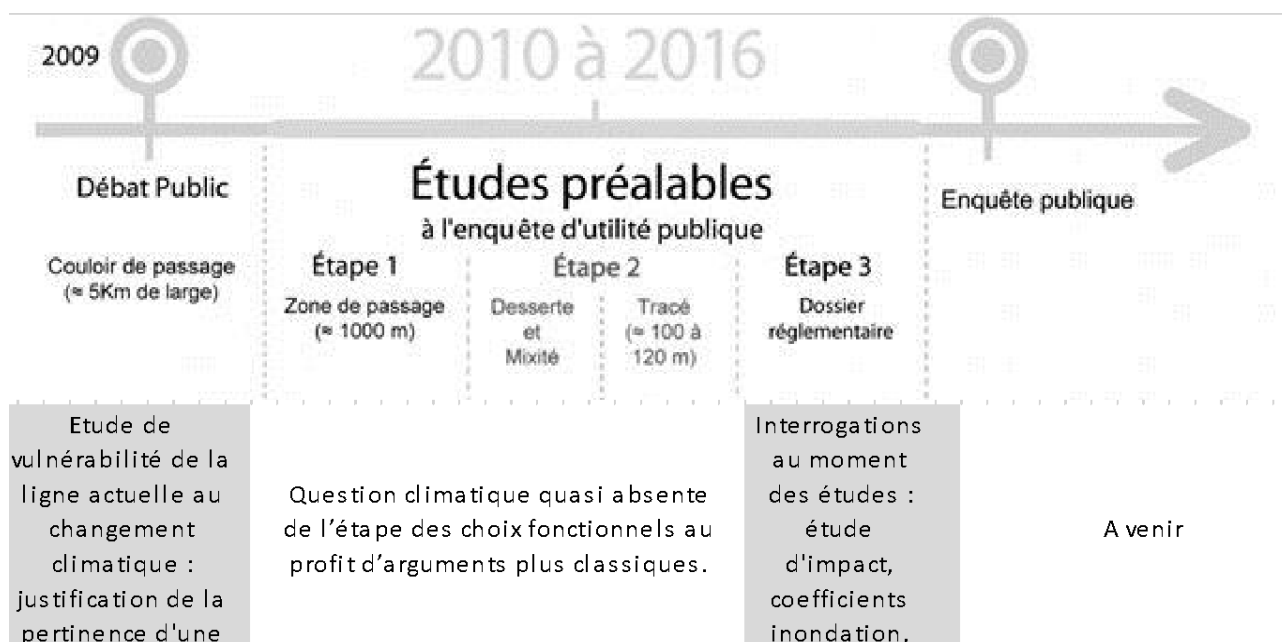 2009
2010 à 2016
Débat Public
Couloir de passage
(≈ 5Km de large)
Études préalables
à l'enquête d'utilité publique
Étape 1
Zone de passage
(≈ 1000 m)
Étape 2
Desserte
et
Mixité
Tracé
(≈ 100 à
120 m)
Étape 3
Dossier
réglementaire
Enquête publique
Etude de
vulnérabilité de la
ligne actuelle au
changement
climatique :
justification de la
pertinence d'une
Question climatique quasi absente
de l'étape des choix fonctionnels au
profit d'arguments plus classiques.
Interrogations
au moment
des études :
étude
d'impact,
coefficients
inondation,
A venir